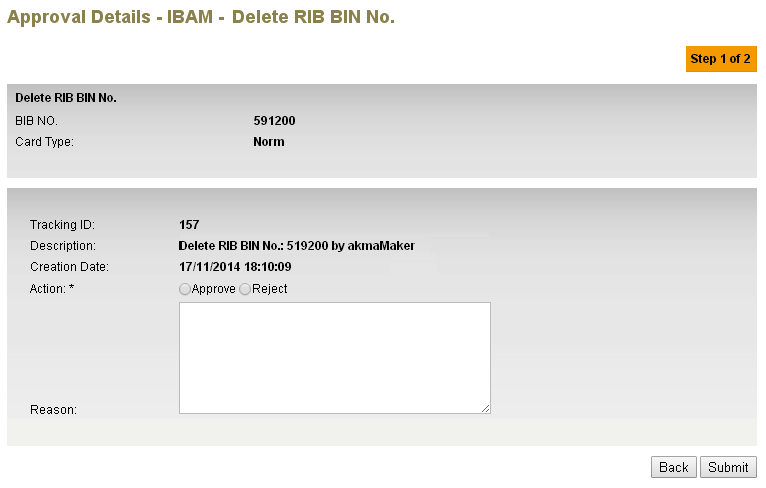 Approval Details - IBAM - Delete RIB BIN No.
Step 1 of 2
Delete RIB BIN No.
BIB NO. 591200
Card Type: Norm
Tracking ID: 157
Description: Delete RIB BIN No.: 519200 by akmaMaker
Creation Date: 17/11/2014 18:10:09
Action: * Approve Reject
Reason:
Back Submit